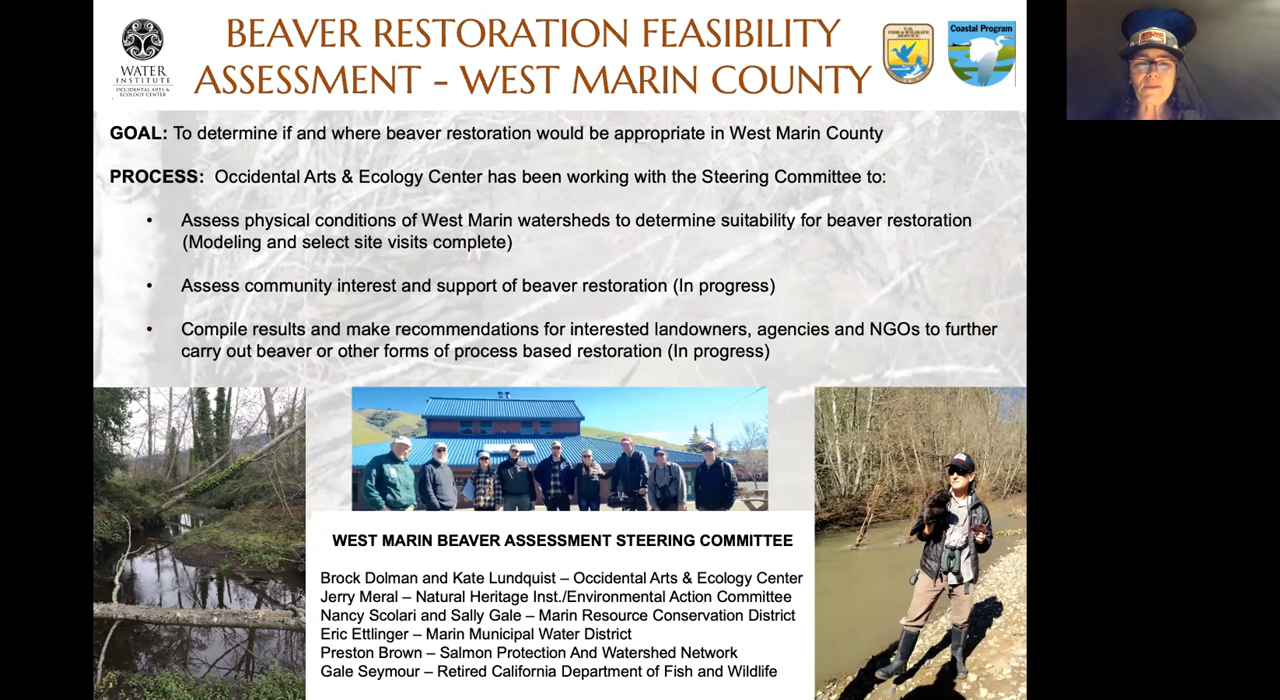 BEAVER RESTORATION FEASIBILITY
ASSESSMENT – WEST MARIN COUNTY
WATER
INSTITUTE
OCCIDENTAL ARTS &
ECOLOGY CENTER
U.S.
FISH & WILDLIFE
SERVICE
Coastal Program
GOAL: To determine if and where beaver restoration would be appropriate in West Marin County
PROCESS: Occidental Arts & Ecology Center has been working with the Steering Committee to:
• Assess physical conditions of West Marin watersheds to determine suitability for beaver restoration
(Modeling and select site visits complete)
• Assess community interest and support of beaver restoration (In progress)
• Compile results and make recommendations for interested landowners, agencies and NGOs to further
carry out beaver or other forms of process based restoration (In progress)
WEST MARIN BEAVER ASSESSMENT STEERING COMMITTEE
Brock Dolman and Kate Lundquist – Occidental Arts & Ecology Center
Jerry Meral – Natural Heritage Inst./Environmental Action Committee
Nancy Scolari and Sally Gale – Marin Resource Conservation District
Eric Ettlinger – Marin Municipal Water District
Preston Brown – Salmon Protection And Watershed Network
Gale Seymour – Retired California Department of Fish and Wildlife